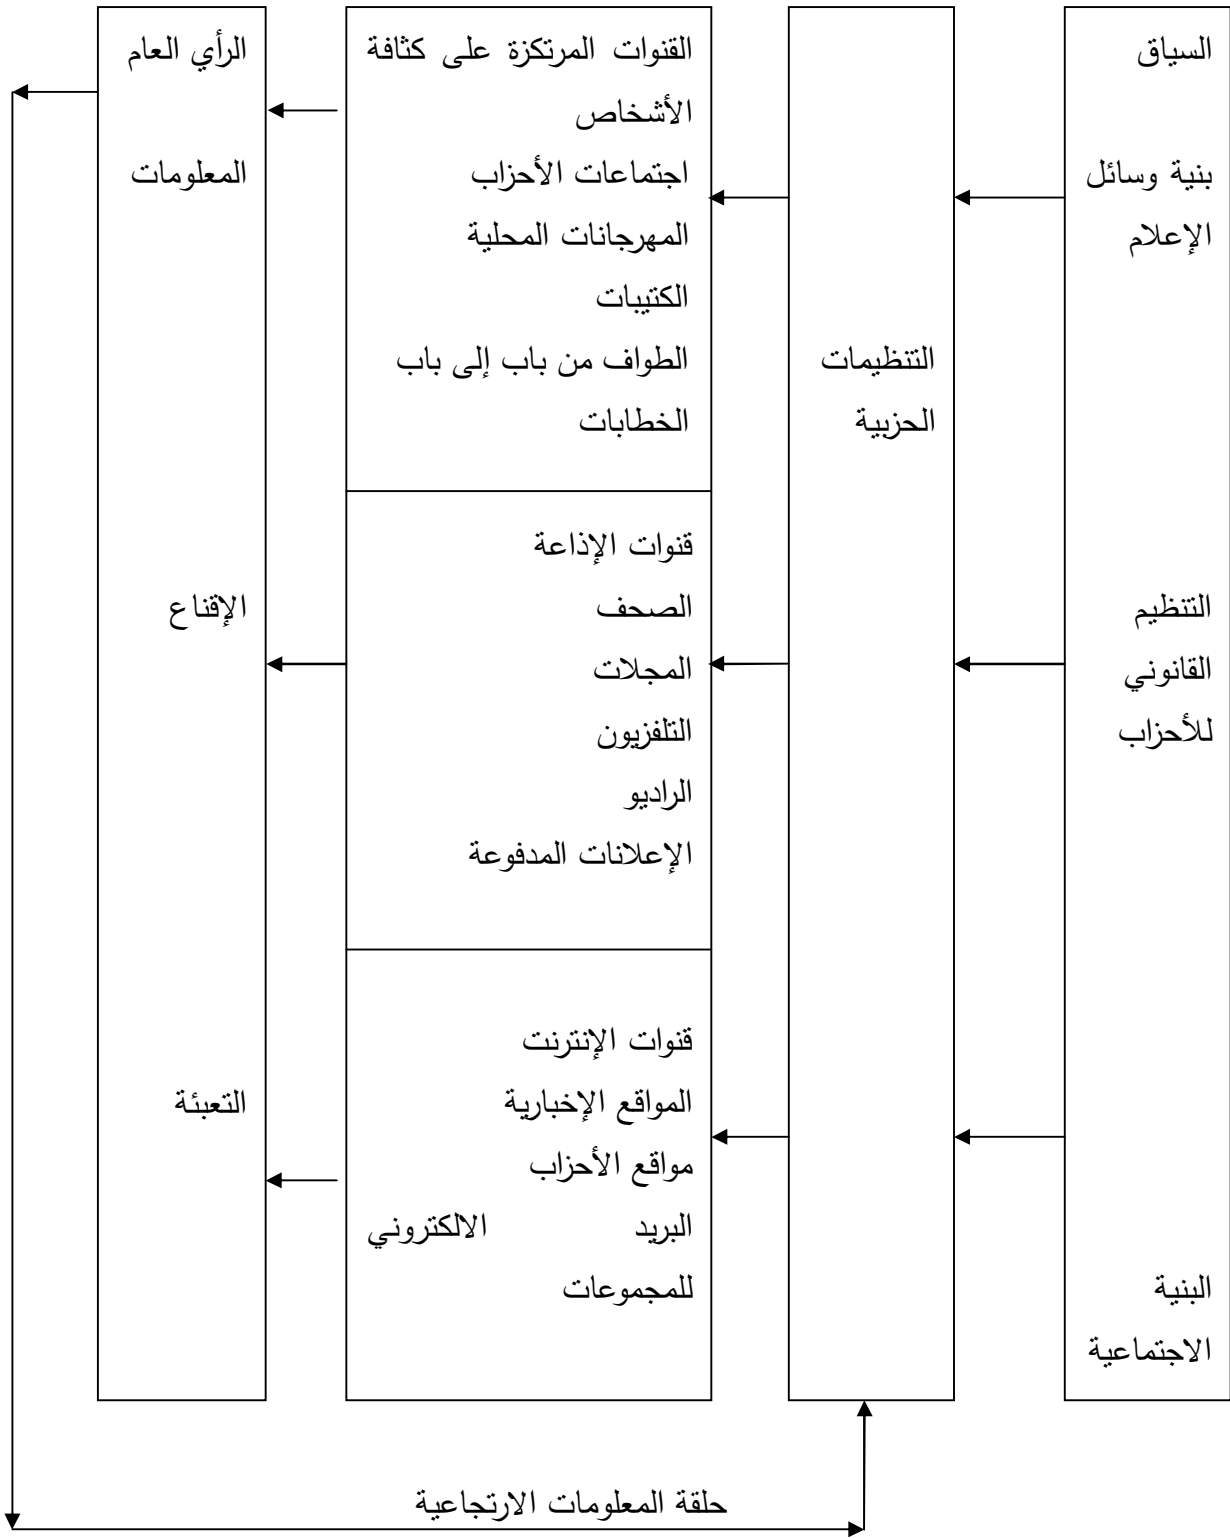 السياق
بنية وسائل
الإعلام
التنظيم
القانوني
للأحزاب
البنية
الاجتماعية
التنظيمات
الحزبية
القنوات المرتكزة على كثافة
الأشخاص
اجتماعات الأحزاب
المهرجانات المحلية
الكتيبات
الطواف من باب إلى باب
الخطابات
قنوات الإذاعة
الصحف
المجلات
التلفزيون
الراديو
الإعلانات المدفوعة
قنوات الإنترنت
المواقع الإخبارية
مواقع الأحزاب
البريد الالكتروني
للمجموعات
الرأي العام
المعلومات
الإقناع
التعبئة
حلقة المعلومات الارتجاعية